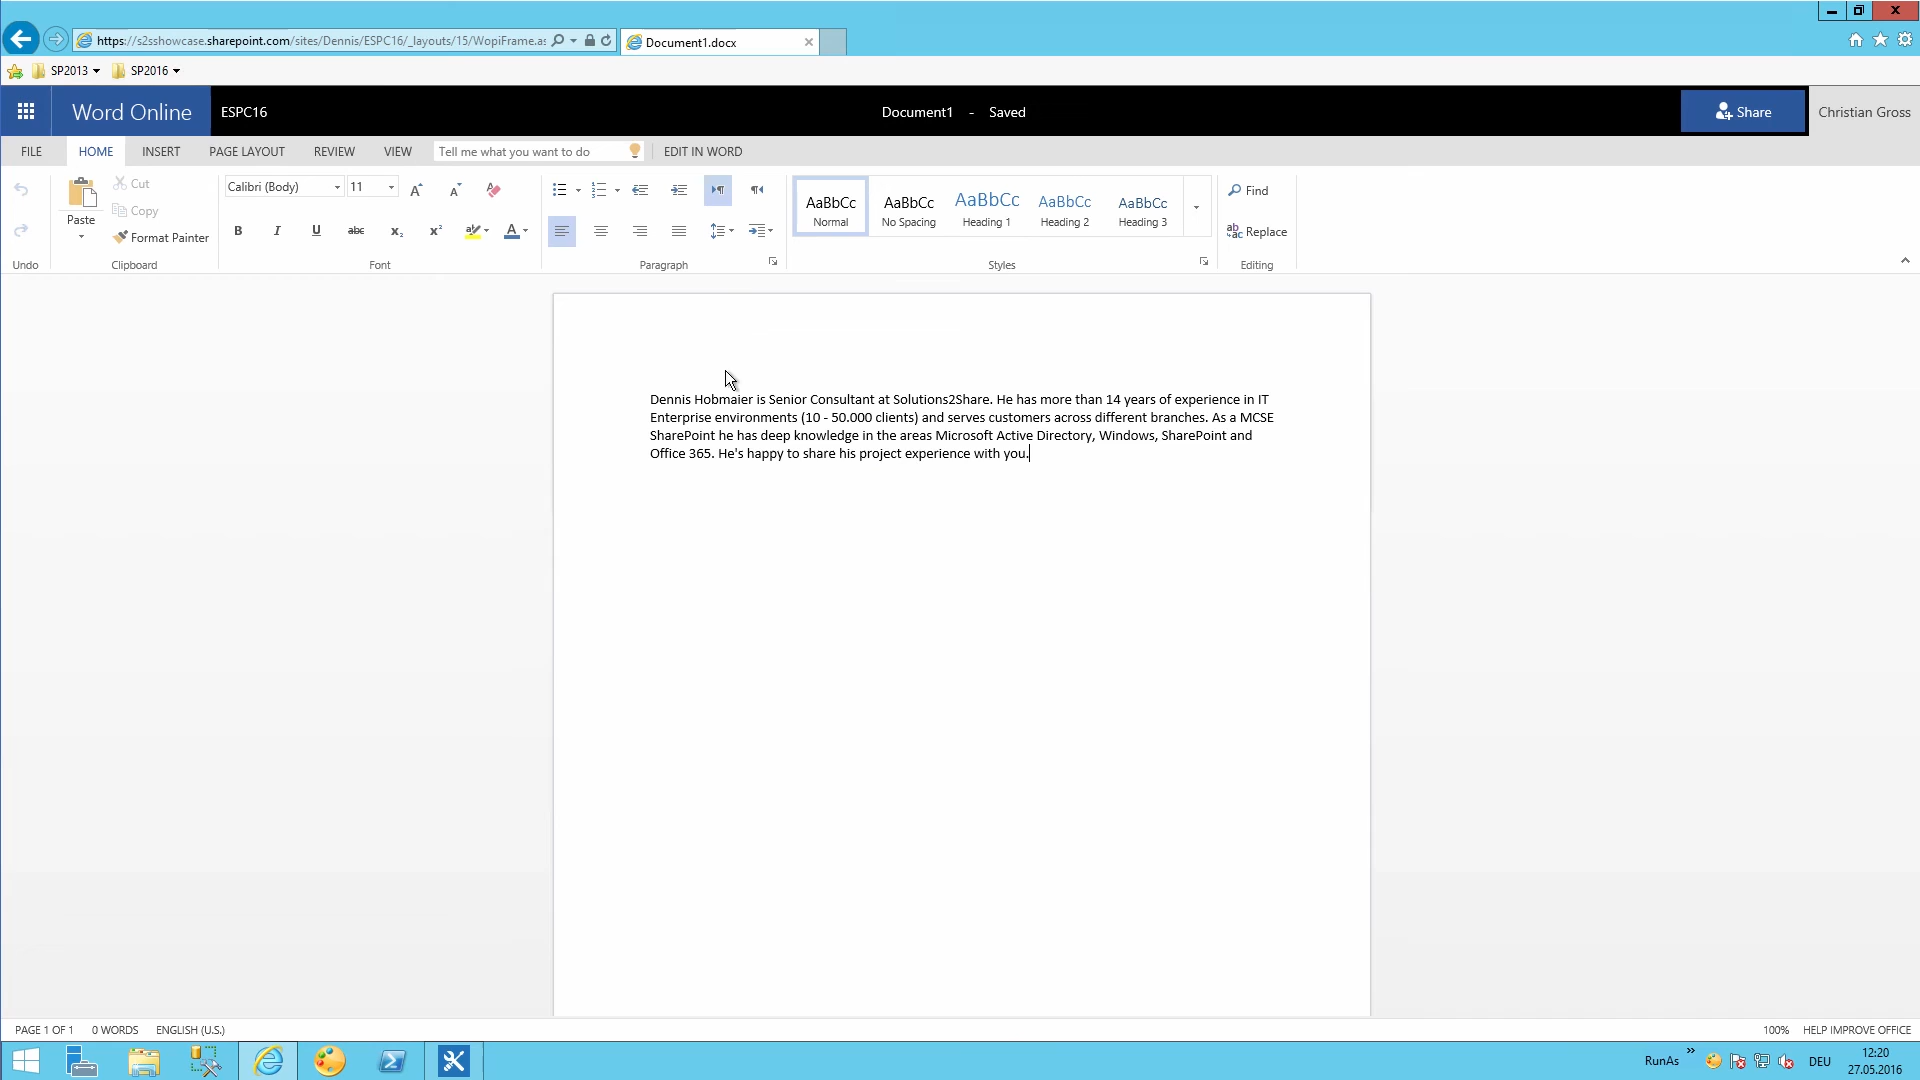 https://s2sshowcase.sharepoint.com/sites/Dennis/ESPC16/_layouts/15/WopiFrame.as
Document1.docx
SP2013 SP2016
Word Online ESPC16 Document1 - Saved Share Christian Gross
FILE HOME INSERT PAGE LAYOUT REVIEW VIEW Tell me what you want to do EDIT IN WORD
Paste
Cut
Copy
Format Painter
Calibri (Body) 11
B I U abc x₂ x²
AaBbCc AaBbCc AaBbCc AaBbCc AaBbCc
Normal No Spacing Heading 1 Heading 2 Heading 3
Find
Replace
Undo Clipboard Font Paragraph Styles Editing
Dennis Hobmaier is Senior Consultant at Solutions2Share. He has more than 14 years of experience in IT
Enterprise environments (10 - 50.000 clients) and serves customers across different branches. As a MCSE
SharePoint he has deep knowledge in the areas Microsoft Active Directory, Windows, SharePoint and
Office 365. He's happy to share his project experience with you.
PAGE 1 OF 1 0 WORDS ENGLISH (U.S.) 100% HELP IMPROVE OFFICE
RunAs DEU 12:20
27.05.2016